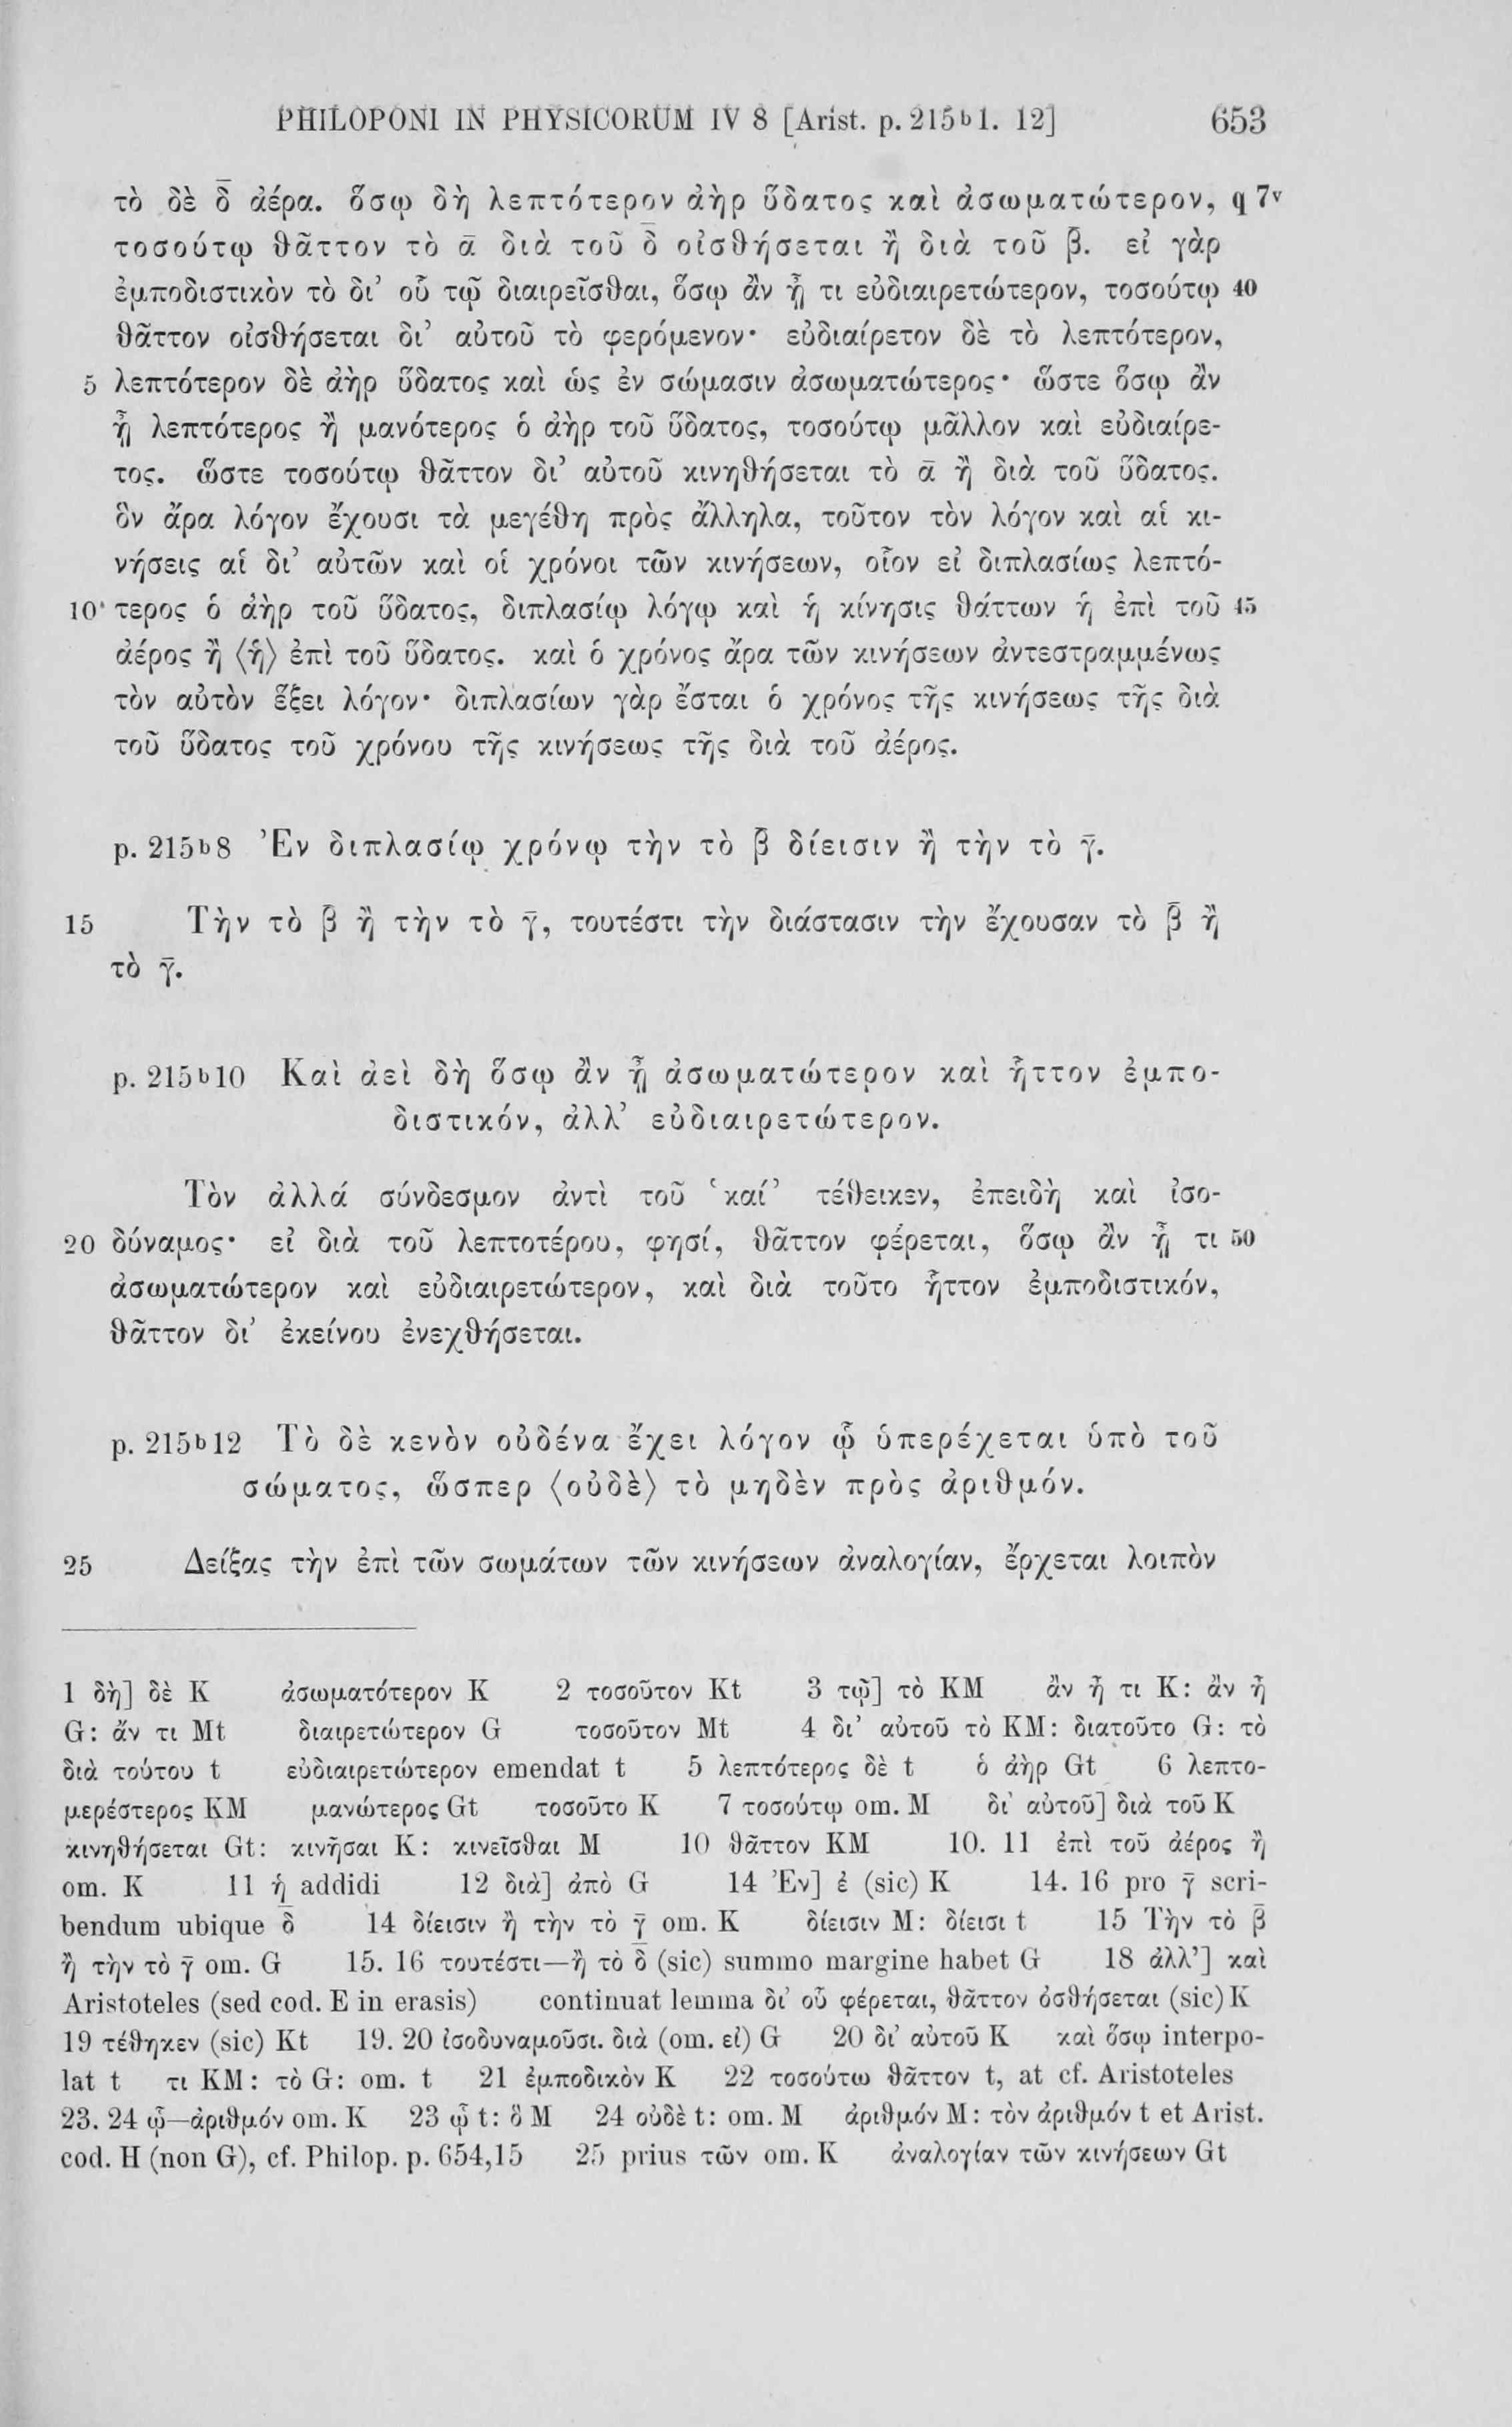 PHILOPONI IN PHYSICORUM IV 8 [Arist. p. 215ᵇ1. 12] 653
τὸ δὲ δ̄ ἀέρα. ὅσῳ δὴ λεπτότερον ἀὴρ ὕδατος καὶ ἀσωματώτερον, q 7ᵛ
τοσούτῳ θᾶττον τὸ ᾱ διὰ τοῦ δ̄ οἰσθήσεται ἢ διὰ τοῦ β̄. εἰ γὰρ
ἐμποδιστικὸν τὸ δι’ οὗ τῷ διαιρεῖσθαι, ὅσῳ ἂν ᾖ τι εὐδιαιρετώτερον, τοσούτῳ 40
θᾶττον οἰσθήσεται δι’ αὐτοῦ τὸ φερόμενον· εὐδιαίρετον δὲ τὸ λεπτότερον,
5 λεπτότερον δὲ ἀὴρ ὕδατος καὶ ὡς ἐν σώμασιν ἀσωματώτερος· ὥστε ὅσῳ ἂν
ᾖ λεπτότερος ἢ μανότερος ὁ ἀὴρ τοῦ ὕδατος, τοσούτῳ μᾶλλον καὶ εὐδιαίρε-
τος. ὥστε τοσούτῳ θᾶττον δι’ αὐτοῦ κινηθήσεται τὸ ᾱ ἢ διὰ τοῦ ὕδατος.
ὃν ἄρα λόγον ἔχουσι τὰ μεγέθη πρὸς ἄλληλα, τοῦτον τὸν λόγον καὶ αἱ κι-
νήσεις αἱ δι’ αὐτῶν καὶ οἱ χρόνοι τῶν κινήσεων, οἷον εἰ διπλασίως λεπτό-
10 τερος ὁ ἀὴρ τοῦ ὕδατος, διπλασίῳ λόγῳ καὶ ἡ κίνησις θάττων ἡ ἐπὶ τοῦ 45
ἀέρος ἢ ⟨ἡ⟩ ἐπὶ τοῦ ὕδατος. καὶ ὁ χρόνος ἄρα τῶν κινήσεων ἀντεστραμμένως
τὸν αὐτὸν ἕξει λόγον· διπλασίων γὰρ ἔσται ὁ χρόνος τῆς κινήσεως τῆς διὰ
τοῦ ὕδατος τοῦ χρόνου τῆς κινήσεως τῆς διὰ τοῦ ἀέρος.
p. 215ᵇ8 Ἐν διπλασίῳ χρόνῳ τὴν τὸ β̄ δίεισιν ἢ τὴν τὸ γ̄.
15 Τὴν τὸ β̄ ἢ τὴν τὸ γ̄, τουτέστι τὴν διάστασιν τὴν ἔχουσαν τὸ β̄ ἢ
τὸ γ̄.
p. 215ᵇ10 Καὶ ἀεὶ δὴ ὅσῳ ἂν ᾖ ἀσωματώτερον καὶ ἧττον ἐμπο-
διστικόν, ἀλλ’ εὐδιαιρετώτερον.
Τὸν ἀλλά σύνδεσμον ἀντὶ τοῦ ‘καί’ τέθεικεν, ἐπειδὴ καὶ ἰσο-
20 δύναμος· εἰ διὰ τοῦ λεπτοτέρου, φησί, θᾶττον φέρεται, ὅσῳ ἂν ᾖ τι 50
ἀσωματώτερον καὶ εὐδιαιρετώτερον, καὶ διὰ τοῦτο ἧττον ἐμποδιστικόν,
θᾶττον δι’ ἐκείνου ἐνεχθήσεται.
p. 215ᵇ12 Τὸ δὲ κενὸν οὐδένα ἔχει λόγον ᾧ ὑπερέχεται ὑπὸ τοῦ
σώματος, ὥσπερ ⟨οὐδὲ⟩ τὸ μηδὲν πρὸς ἀριθμόν.
25 Δείξας τὴν ἐπὶ τῶν σωμάτων τῶν κινήσεων ἀναλογίαν, ἔρχεται λοιπὸν
1 δὴ] δὲ K ἀσωματότερον K 2 τοσοῦτον Kt 3 τῷ] τὸ KM ἂν ἦ τι K: ἂν ἦ
G: ἄν τι Mt διαιρετώτερον G τοσοῦτον Mt 4 δι’ αὐτοῦ τὸ KM: διατοῦτο G: τὸ
διὰ τούτου t εὐδιαιρετώτερον emendat t 5 λεπτότερος δὲ t ὁ ἀὴρ Gt 6 λεπτο-
μερέστερος KM μανώτερος Gt τοσοῦτο K 7 τοσούτῳ om. M δι’ αὐτοῦ] διὰ τοῦ K
κινηθήσεται Gt: κινῆσαι K: κινεῖσθαι M 10 θᾶττον KM 10. 11 ἐπὶ τοῦ ἀέρος ἢ
om. K 11 ἡ addidi 12 διὰ] ἀπὸ G 14 Ἐν] ἐ (sic) K 14. 16 pro γ̄ scri-
bendum ubique δ̄ 14 δίεισιν ἢ τὴν τὸ γ̄ om. K δίεισιν M: δίεισι t 15 Τὴν τὸ β̄
ἢ τὴν τὸ γ̄ om. G 15. 16 τουτέστι—ἢ τὸ δ̄ (sic) summo margine habet G 18 ἀλλ’] καὶ
Aristoteles (sed cod. E in erasis) continuat lemma δι’ οὗ φέρεται, θᾶττον ὀσθήσεται (sic) K
19 τέθηκεν (sic) Kt 19. 20 ἰσοδυναμοῦσι. διὰ (om. εἰ) G 20 δι’ αὐτοῦ K καὶ ὅσῳ interpo-
lat t τι KM: τὸ G: om. t 21 ἐμποδικὸν K 22 τοσούτω θᾶττον t, at cf. Aristoteles
23. 24 ᾧ—ἀριθμόν om. K 23 ᾧ t: ὃ M 24 οὐδὲ t: om. M ἀριθμόν M: τὸν ἀριθμόν t et Arist.
cod. H (non G), cf. Philop. p. 654,15 25 prius τῶν om. K ἀναλογίαν τῶν κινήσεων Gt